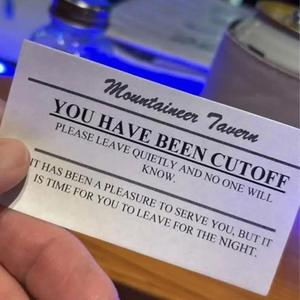 Mountaineer Tavern
YOU HAVE BEEN CUTOFF
PLEASE LEAVE QUIETLY AND NO ONE WILL
KNOW.
IT HAS BEEN A PLEASURE TO SERVE YOU, BUT IT
IS TIME FOR YOU TO LEAVE FOR THE NIGHT.